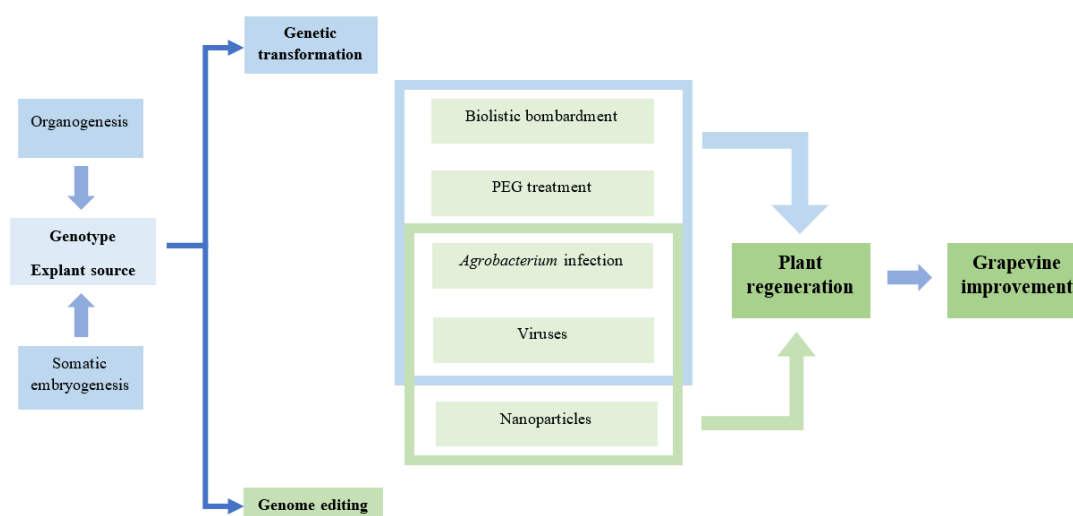 Genetic
transformation
Organogenesis
Genotype
Explant source
Somatic
embryogenesis
Biolistic bombardment
PEG treatment
Agrobacterium infection
Viruses
Nanoparticles
Genome editing
Plant
regeneration
Grapevine
improvement